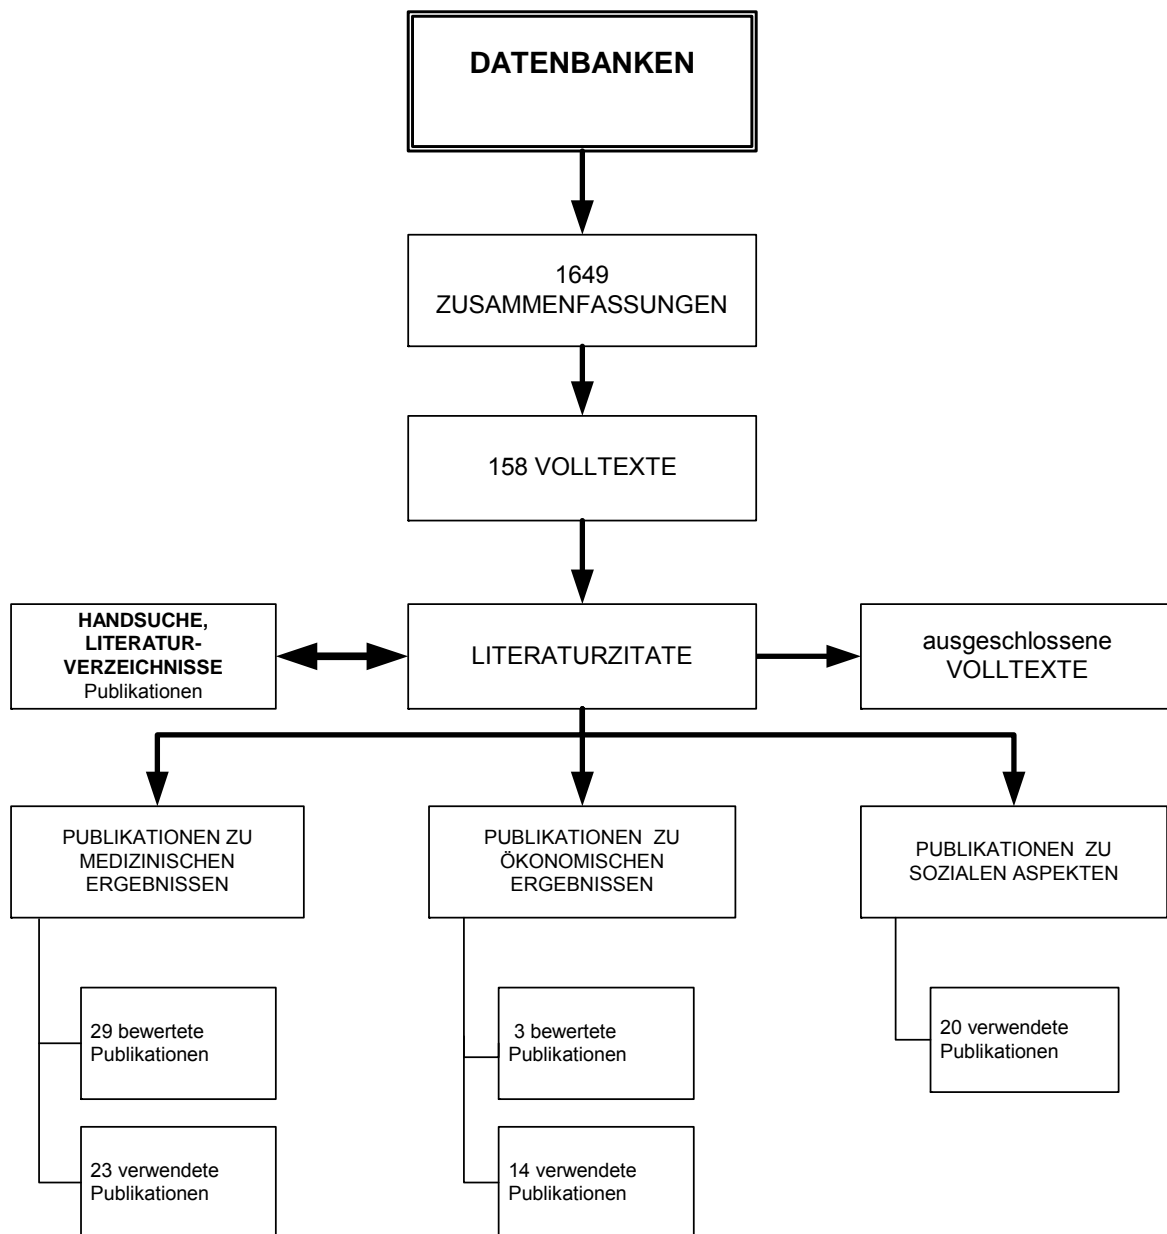 DATENBANKEN
1649
ZUSAMMENFASSUNGEN
158 VOLLTEXTE
HANDSUCHE,
LITERATUR-
VERZEICHNISSE
Publikationen
LITERATURZITATE
ausgeschlossene
VOLLTEXTE
PUBLIKATIONEN ZU
MEDIZINISCHEN
ERGEBNISSEN
PUBLIKATIONEN ZU
ÖKONOMISCHEN
ERGEBNISSEN
PUBLIKATIONEN ZU
SOZIALEN ASPEKTEN
29 bewertete
Publikationen
3 bewertete
Publikationen
20 verwendete
Publikationen
23 verwendete
Publikationen
14 verwendete
Publikationen